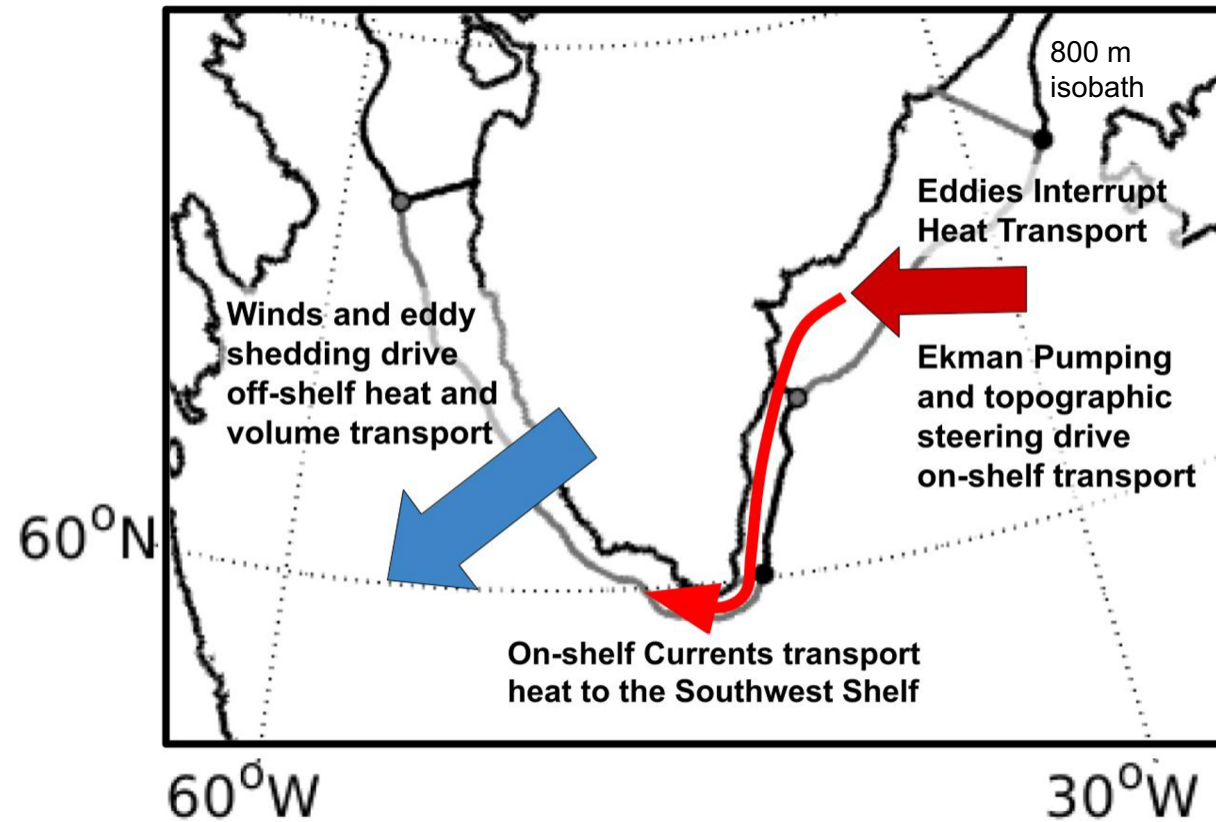 800 m
isobath
Eddies Interrupt
Heat Transport
Winds and eddy
shedding drive
off-shelf heat and
volume transport
Ekman Pumping
and topographic
steering drive
on-shelf transport
60°N
On-shelf Currents transport
heat to the Southwest Shelf
60°W
30°W